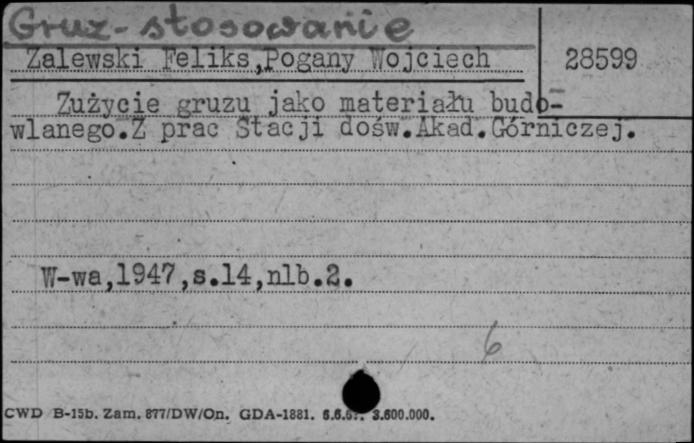 Gruz - stosowanie
Zalewski Feliks,Pogany Wojciech
28599
Zużycie gruzu jako materiału budo-
wlanego.Z prac Stacji dośw.Akad.Górniczej.
W-wa,1947,s.14,nlb.2.
6
CWD B-15b. Zam. 877/DW/On. GDA-1881. 3.600.000.